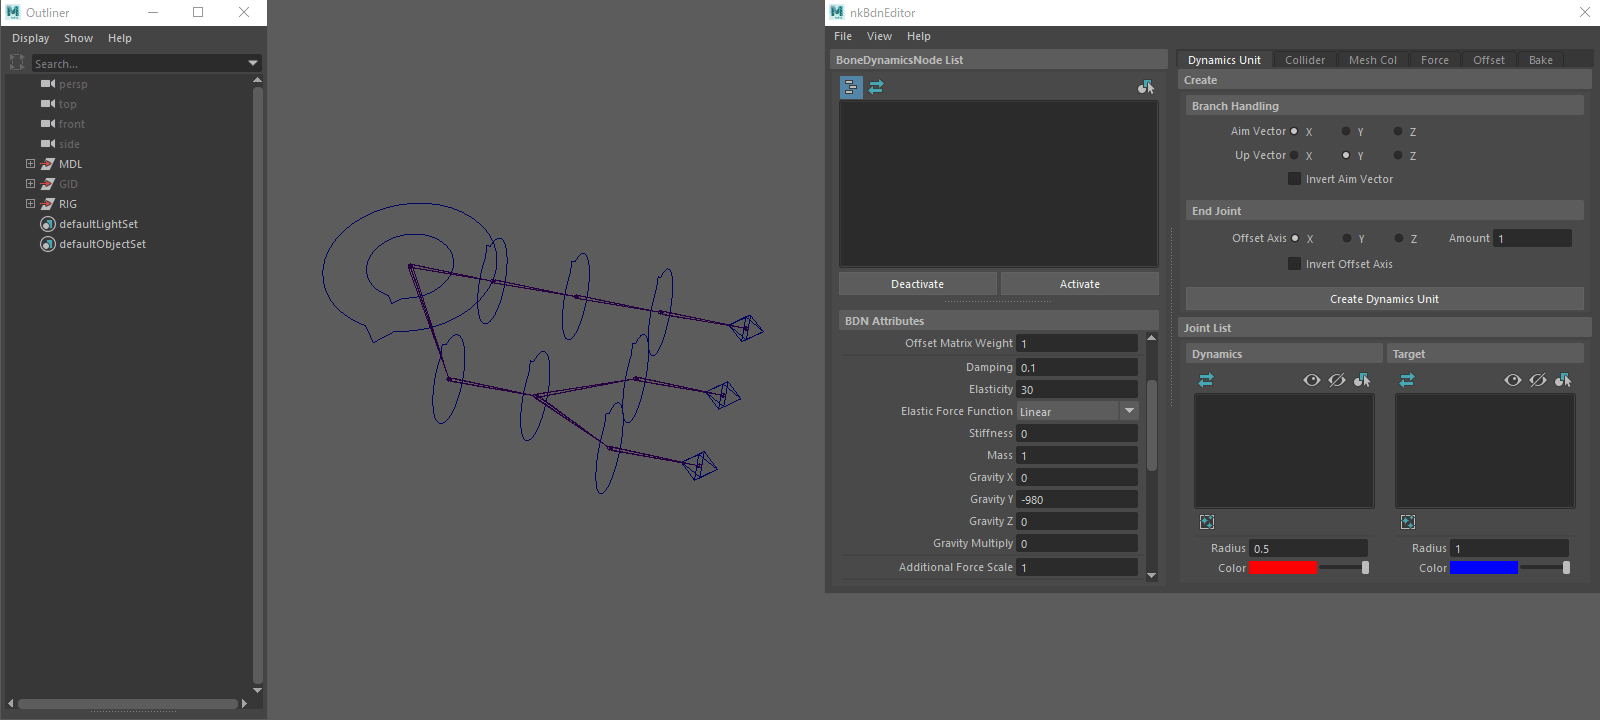 Outliner
Display Show Help
Search...
persp
top
front
side
MDL
GID
RIG
defaultLightSet
defaultObjectSet
nkBdnEditor
File View Help
BoneDynamicsNode List
Deactivate Activate
BDN Attributes
Offset Matrix Weight 1
Damping 0.1
Elasticity 30
Elastic Force Function Linear
Stiffness 0
Mass 1
Gravity X 0
Gravity Y -980
Gravity Z 0
Gravity Multiply 0
Additional Force Scale 1
Dynamics Unit Collider Mesh Col Force Offset Bake
Create
Branch Handling
Aim Vector X Y Z
Up Vector X Y Z
Invert Aim Vector
End Joint
Offset Axis X Y Z Amount 1
Invert Offset Axis
Create Dynamics Unit
Joint List
Dynamics Target
Radius 0.5 Radius 1
Color Color